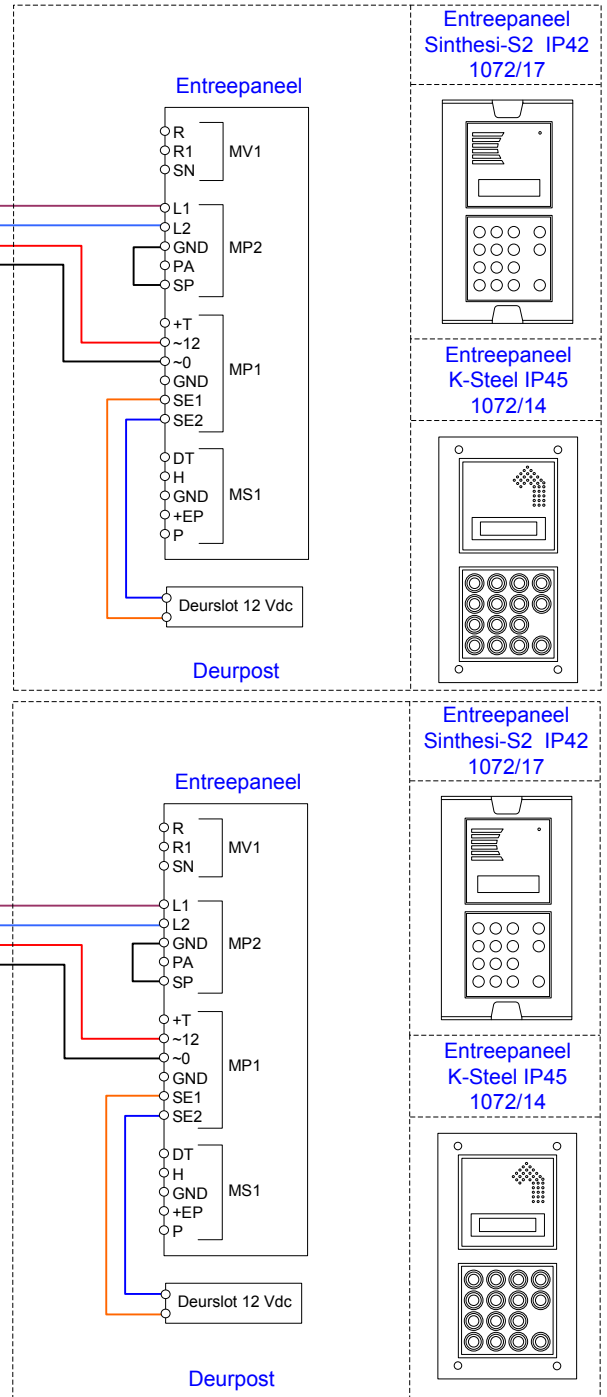 Entreepaneel
Sinthesi-S2 IP42
1072/17
Entreepaneel
R
R1
SN
MV1
L1
L2
GND
PA
SP
MP2
+T
~12
~0
GND
SE1
SE2
MP1
DT
H
GND
+EP
P
MS1
Deurslot 12 Vdc
Deurpost
Entreepaneel
K-Steel IP45
1072/14
Entreepaneel
Sinthesi-S2 IP42
1072/17
Entreepaneel
R
R1
SN
MV1
L1
L2
GND
PA
SP
MP2
+T
~12
~0
GND
SE1
SE2
MP1
DT
H
GND
+EP
P
MS1
Deurslot 12 Vdc
Deurpost
Entreepaneel
K-Steel IP45
1072/14